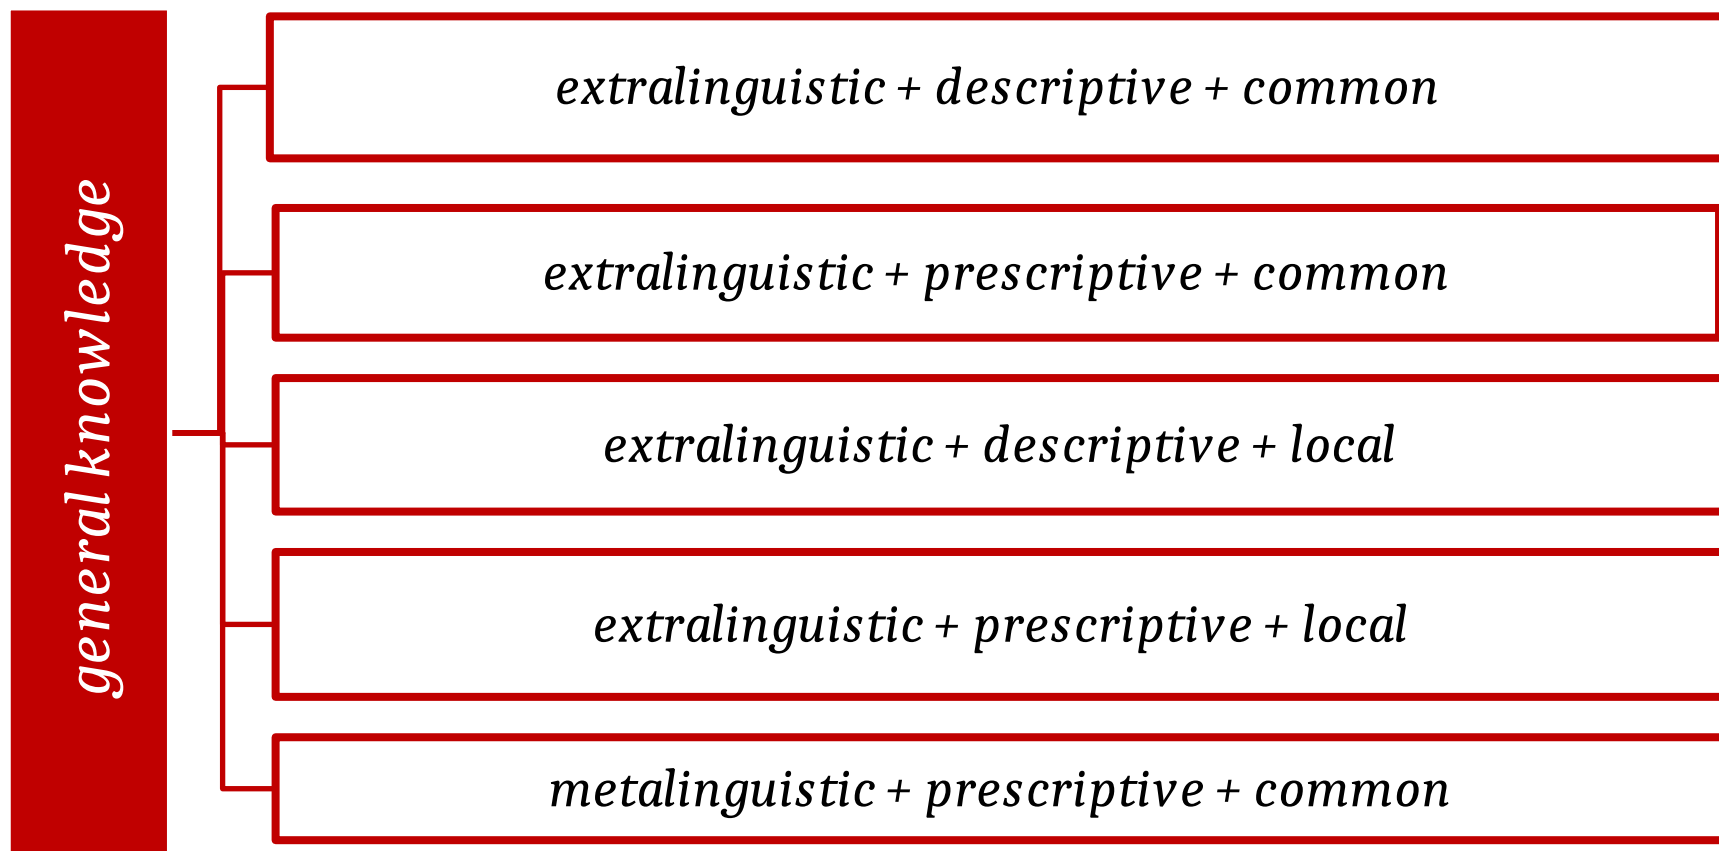 general knowledge
extralinguistic + descriptive + common
extralinguistic + prescriptive + common
extralinguistic + descriptive + local
extralinguistic + prescriptive + local
metalinguistic + prescriptive + common